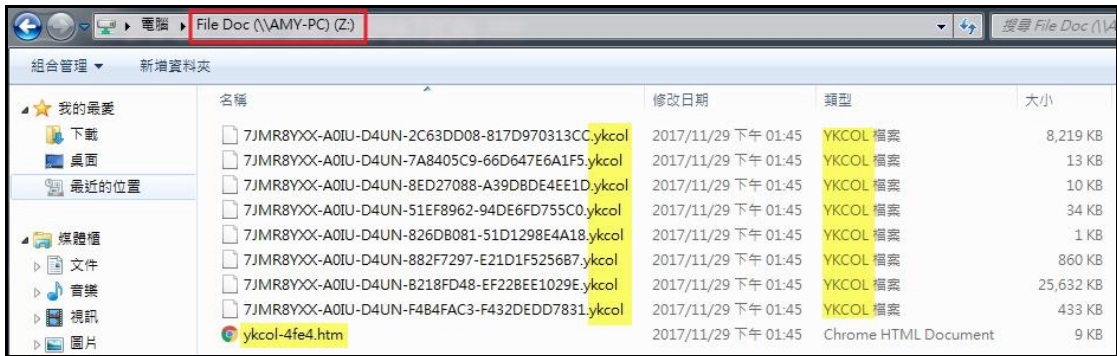 電腦 File Doc (\\AMY-PC) (Z:) 搜尋 File Doc (\\A
組合管理 新增資料夾
我的最愛
下載
桌面
最近的位置
媒體櫃
文件
音樂
視訊
圖片
名稱 修改日期 類型 大小
7JMR8YXX-A0IU-D4UN-2C63DD08-817D970313CC.ykcol 2017/11/29 下午 01:45 YKCOL 檔案 8,219 KB
7JMR8YXX-A0IU-D4UN-7A8405C9-66D647E6A1F5.ykcol 2017/11/29 下午 01:45 YKCOL 檔案 13 KB
7JMR8YXX-A0IU-D4UN-8ED27088-A39DBDE4EE1D.ykcol 2017/11/29 下午 01:45 YKCOL 檔案 10 KB
7JMR8YXX-A0IU-D4UN-51EF8962-94DE6FD755C0.ykcol 2017/11/29 下午 01:45 YKCOL 檔案 34 KB
7JMR8YXX-A0IU-D4UN-826DB081-51D1298E4A18.ykcol 2017/11/29 下午 01:45 YKCOL 檔案 1 KB
7JMR8YXX-A0IU-D4UN-882F7297-E21D1F5256B7.ykcol 2017/11/29 下午 01:45 YKCOL 檔案 860 KB
7JMR8YXX-A0IU-D4UN-B218FD48-EF22BEE1029E.ykcol 2017/11/29 下午 01:45 YKCOL 檔案 25,632 KB
7JMR8YXX-A0IU-D4UN-F4B4FAC3-F432DEDD7831.ykcol 2017/11/29 下午 01:45 YKCOL 檔案 433 KB
ykcol-4fe4.htm 2017/11/29 下午 01:45 Chrome HTML Document 9 KB